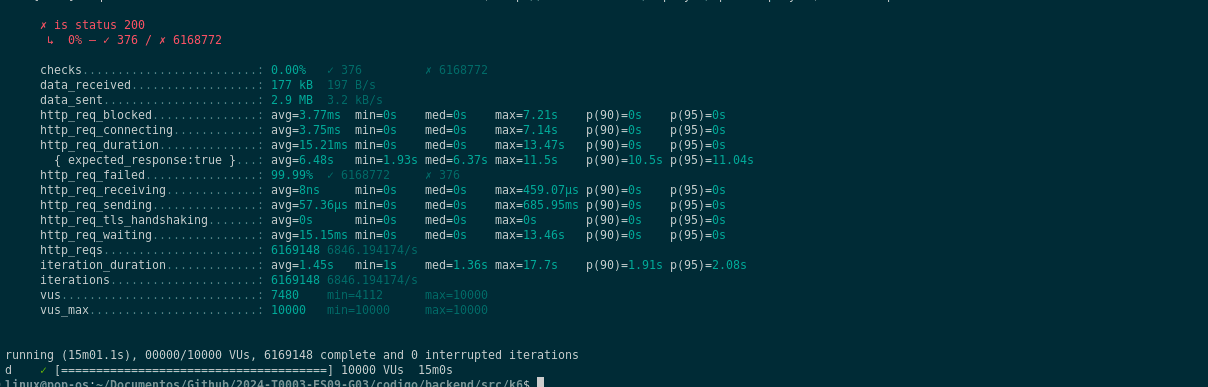 ✗ is status 200
↳  0% — ✓ 376 / ✗ 6168772
checks.........................: 0.00%   ✓ 376         ✗ 6168772
data_received..................: 177 kB  197 B/s
data_sent......................: 2.9 MB  3.2 kB/s
http_req_blocked...............: avg=3.77ms  min=0s    med=0s    max=7.21s    p(90)=0s    p(95)=0s
http_req_connecting............: avg=3.75ms  min=0s    med=0s    max=7.14s    p(90)=0s    p(95)=0s
http_req_duration..............: avg=15.21ms min=0s    med=0s    max=13.47s   p(90)=0s    p(95)=0s
{ expected_response:true }...: avg=6.48s   min=1.93s med=6.37s max=11.5s    p(90)=10.5s p(95)=11.04s
http_req_failed................: 99.99%  ✓ 6168772     ✗ 376
http_req_receiving.............: avg=8ns     min=0s    med=0s    max=459.07µs p(90)=0s    p(95)=0s
http_req_sending...............: avg=57.36µs min=0s    med=0s    max=685.95ms p(90)=0s    p(95)=0s
http_req_tls_handshaking.......: avg=0s      min=0s    med=0s    max=0s       p(90)=0s    p(95)=0s
http_req_waiting...............: avg=15.15ms min=0s    med=0s    max=13.46s   p(90)=0s    p(95)=0s
http_reqs......................: 6169148 6846.194174/s
iteration_duration.............: avg=1.45s   min=1s    med=1.36s max=17.7s    p(90)=1.91s p(95)=2.08s
iterations.....................: 6169148 6846.194174/s
vus............................: 7480    min=4112      max=10000
vus_max........................: 10000   min=10000     max=10000
running (15m01.1s), 00000/10000 VUs, 6169148 complete and 0 interrupted iterations
d    ✓ [======================================] 10000 VUs  15m0s
linux@pop-os:~/Documentos/Github/2024-T0003-ES09-G03/codigo/backend/src/k6$